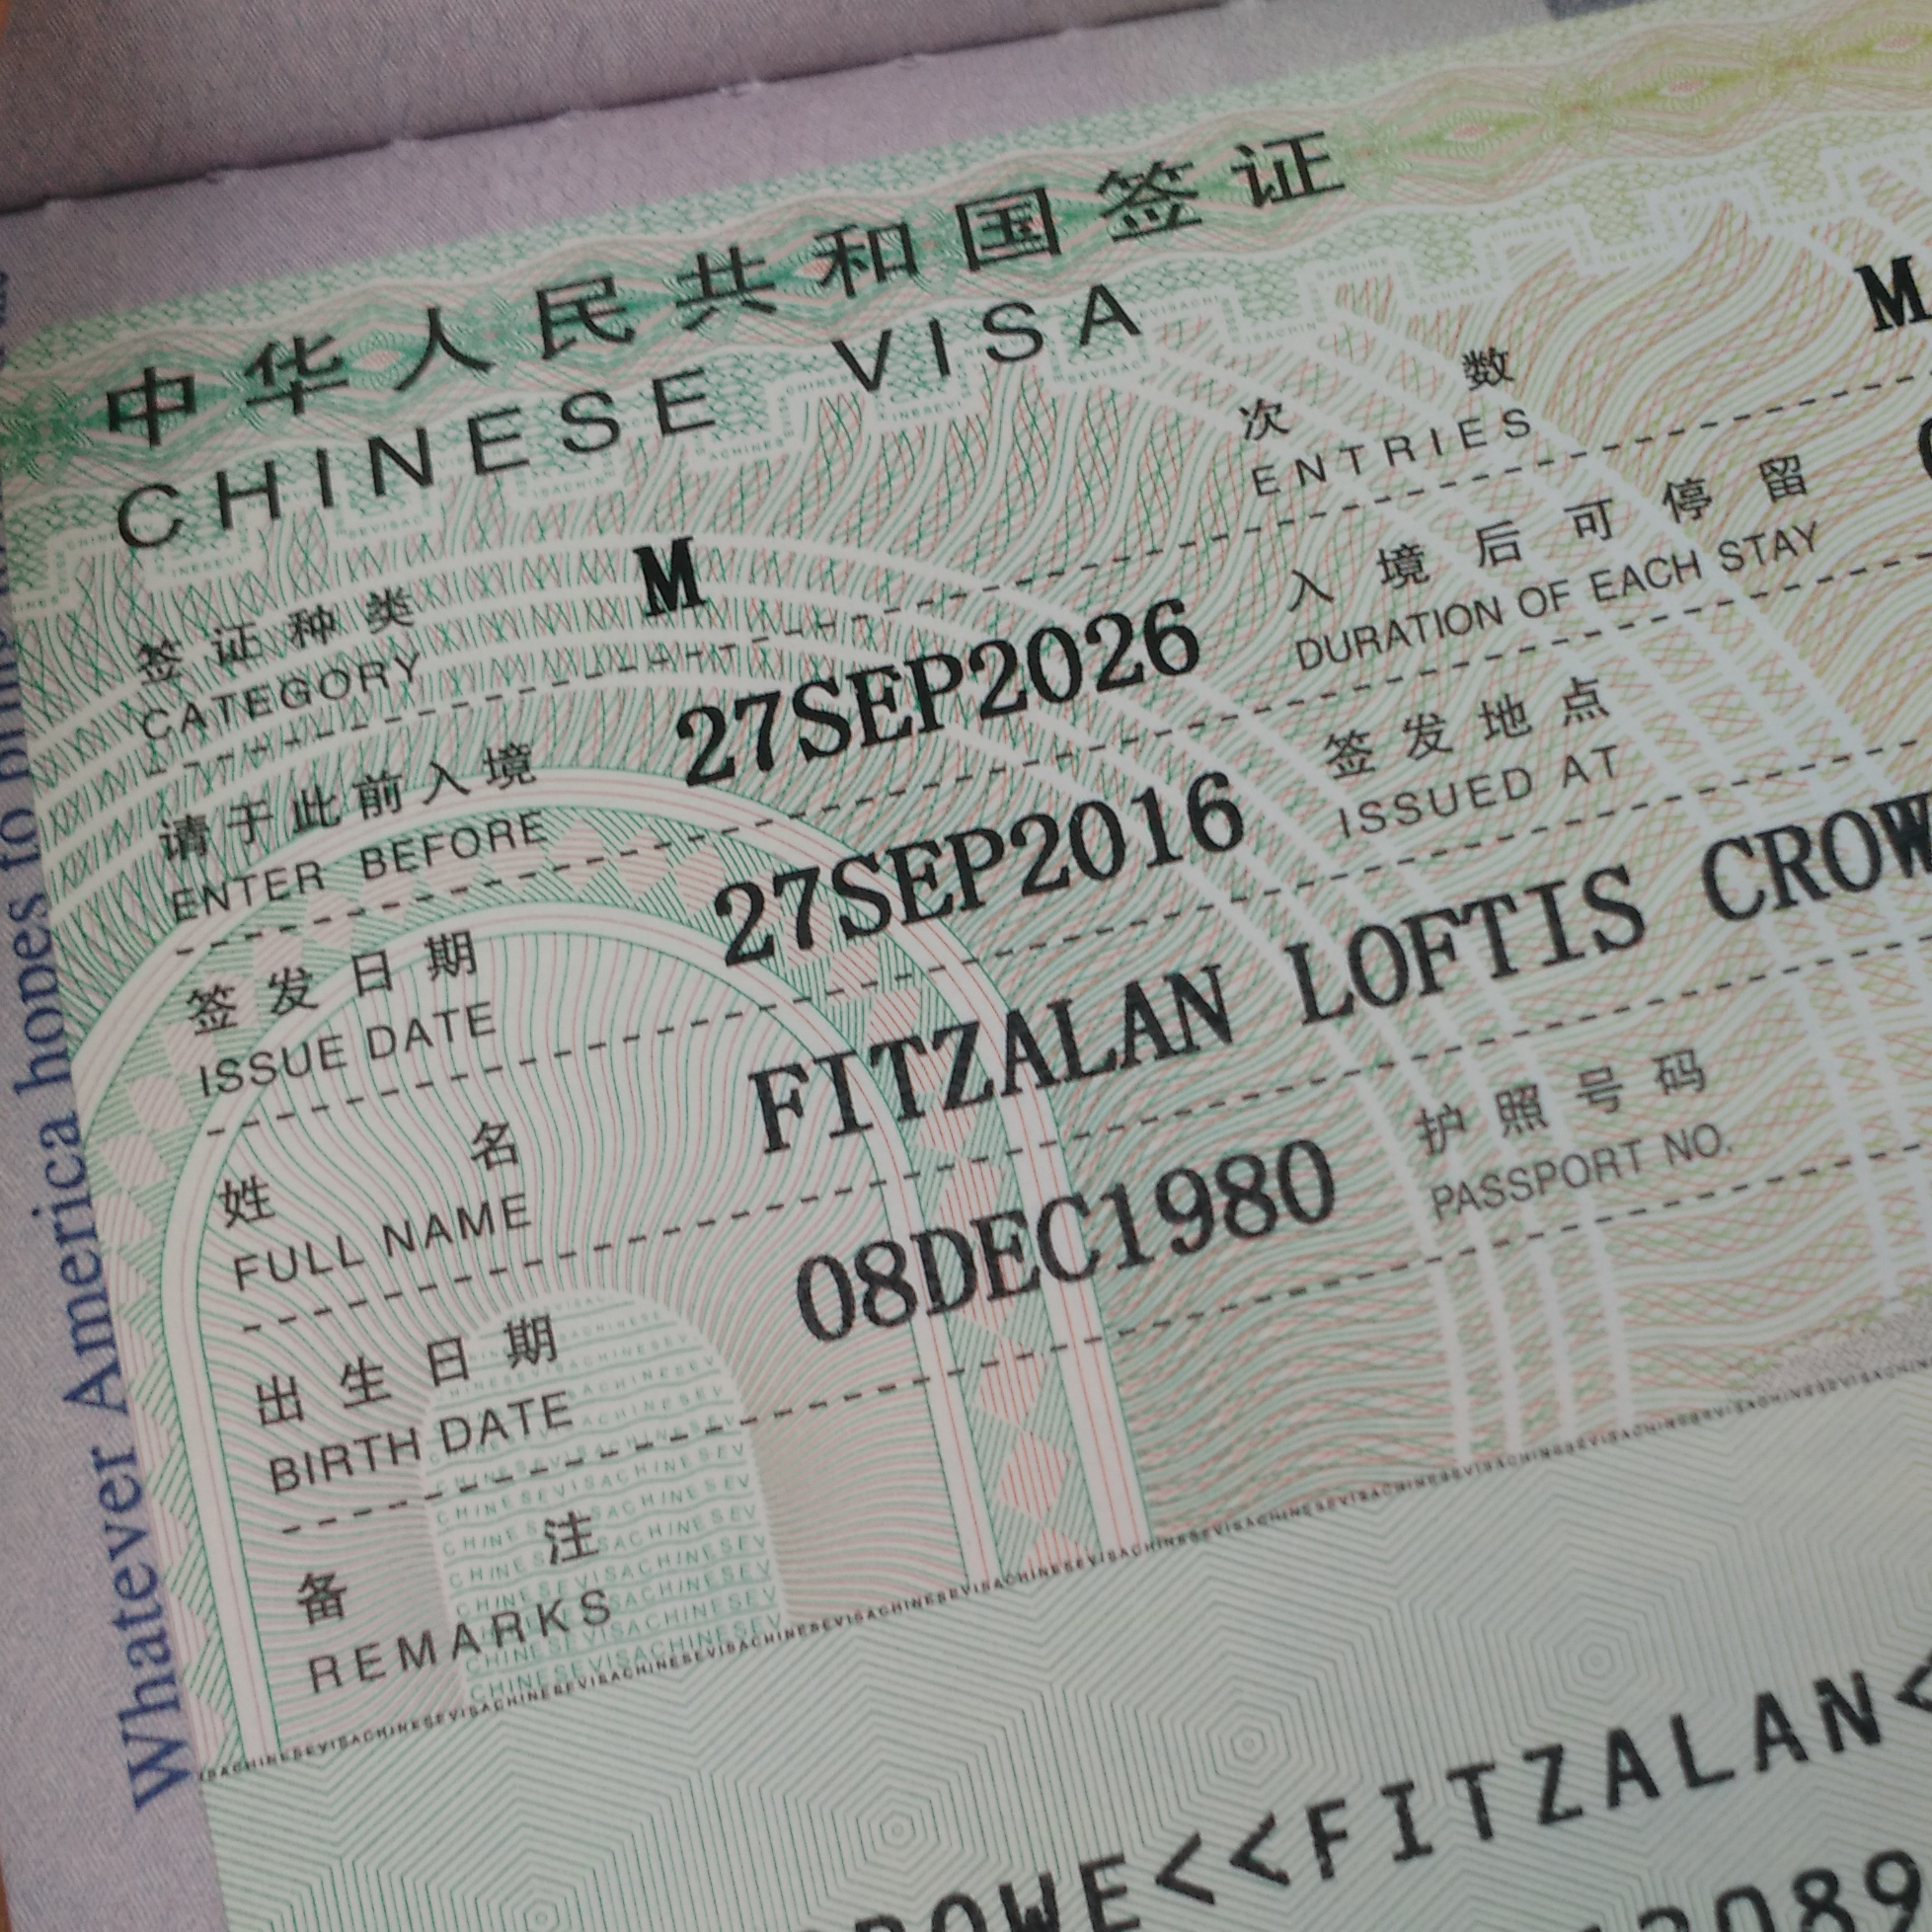 中华人民共和国签证
CHINESE VISA
签证种类
CATEGORY
M
次数
ENTRIES
M
请于此前入境
ENTER BEFORE
27SEP2026
入境后可停留
DURATION OF EACH STAY
签发日期
ISSUE DATE
27SEP2016
签发地点
ISSUED AT
姓名
FULL NAME
FITZALAN LOFTIS CROW
出生日期
BIRTH DATE
08DEC1980
护照号码
PASSPORT NO.
备注
REMARKS
CHINESEVISACHINESEVISACHINESEVISA
OWE<<FITZALAN<
089
Whatever America hopes to